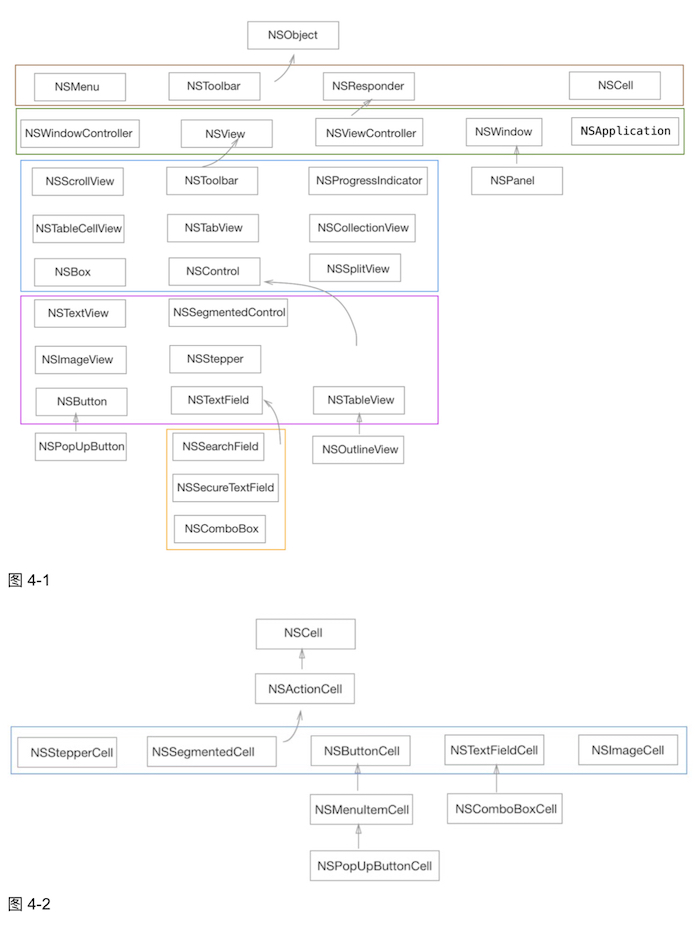 NSObject
NSMenu NSToolbar NSResponder NSCell
NSWindowController NSView NSViewController NSWindow NSApplication
NSScrollView NSToolbar NSProgressIndicator NSPanel
NSTableCellView NSTabView NSCollectionView
NSBox NSControl NSSplitView
NSTextView NSSegmentedControl
NSImageView NSStepper
NSButton NSTextField NSTableView
NSPopUpButton NSSearchField NSOutlineView
NSSecureTextField
NSComboBox
图 4-1
NSCell
NSActionCell
NSStepperCell NSSegmentedCell NSButtonCell NSTextFieldCell NSImageCell
NSMenuItemCell NSComboBoxCell
NSPopUpButtonCell
图 4-2